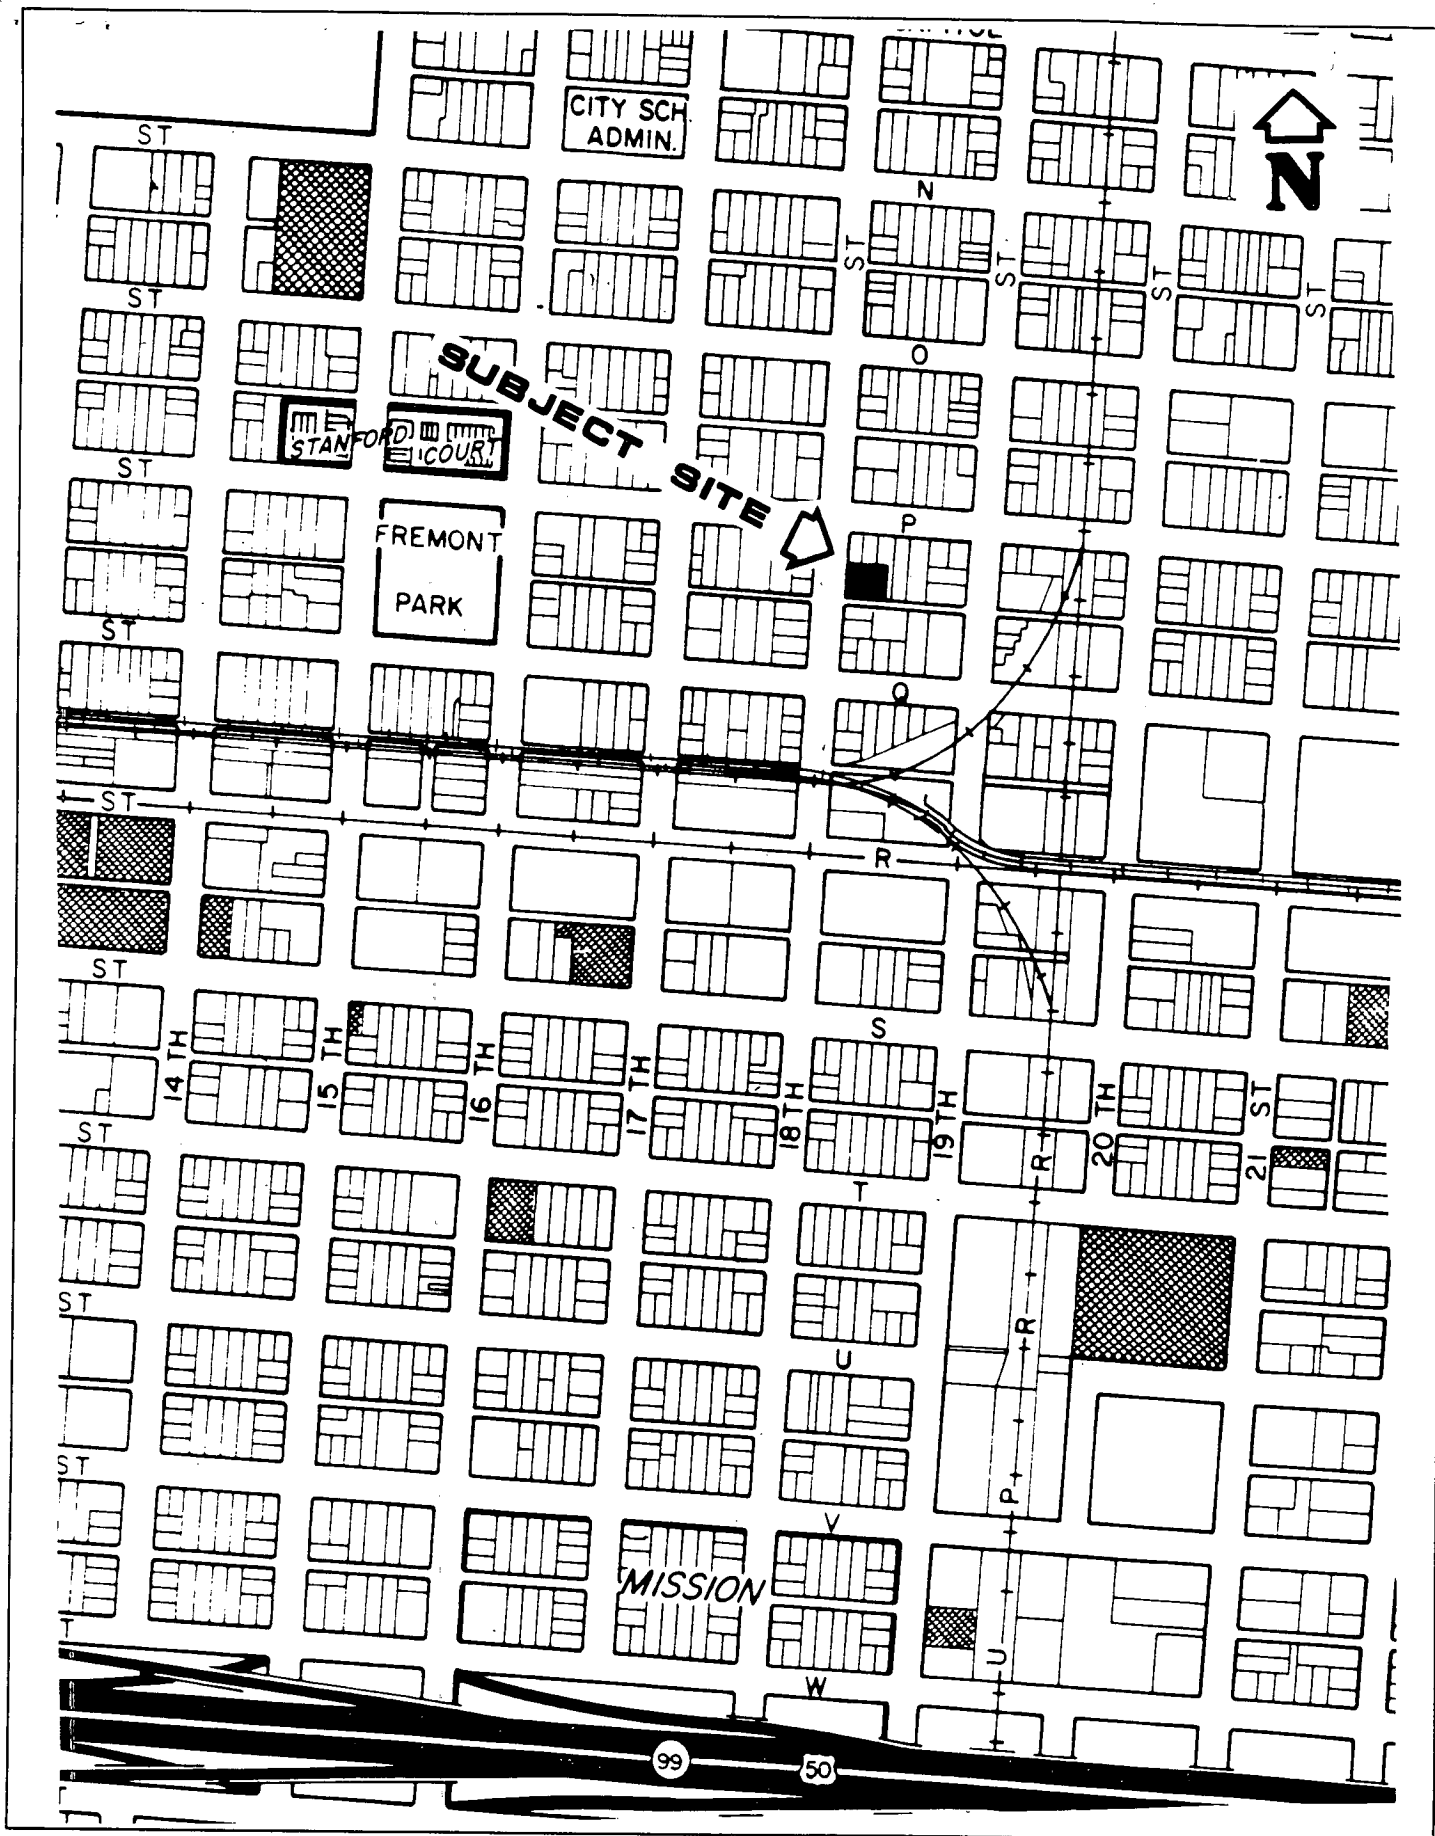 CITY SCH
ADMIN.
ST
N
N
ST
ST
ST
ST
ST
O
SUBJECT SITE
STANFORD COURT
ST
P
FREMONT
PARK
ST
Q
ST
R
ST
S
14 TH
15 TH
16 TH
17 TH
18 TH
19 TH
20 TH
21 ST
ST
T
ST
U
U P R R
ST
V
MISSION
T
W
99
50